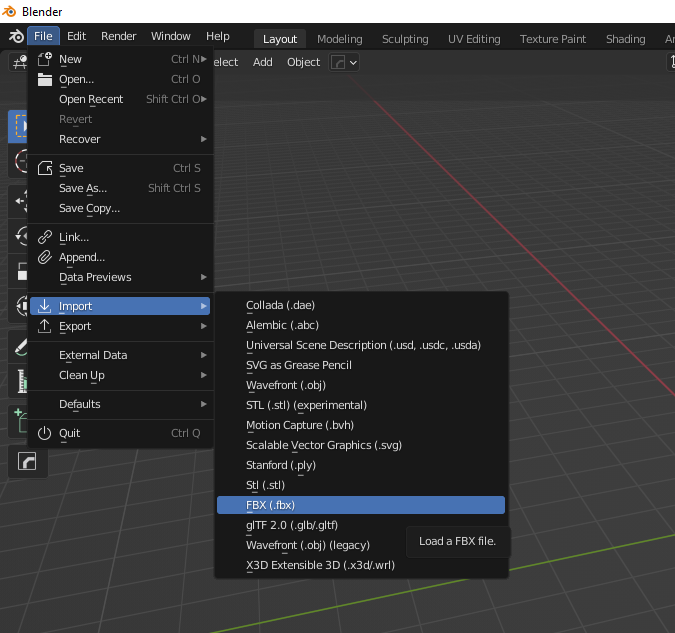 Blender
File Edit Render Window Help Layout Modeling Sculpting UV Editing Texture Paint Shading
elect Add Object
New Ctrl N
Open... Ctrl O
Open Recent Shift Ctrl O
Revert
Recover
Save Ctrl S
Save As... Shift Ctrl S
Save Copy...
Link...
Append...
Data Previews
Import
Export
External Data
Clean Up
Defaults
Quit Ctrl Q
Collada (.dae)
Alembic (.abc)
Universal Scene Description (.usd, .usdc, .usda)
SVG as Grease Pencil
Wavefront (.obj)
STL (.stl) (experimental)
Motion Capture (.bvh)
Scalable Vector Graphics (.svg)
Stanford (.ply)
Stl (.stl)
FBX (.fbx)
glTF 2.0 (.glb/.gltf)
Wavefront (.obj) (legacy)
X3D Extensible 3D (.x3d/.wrl)
Load a FBX file.